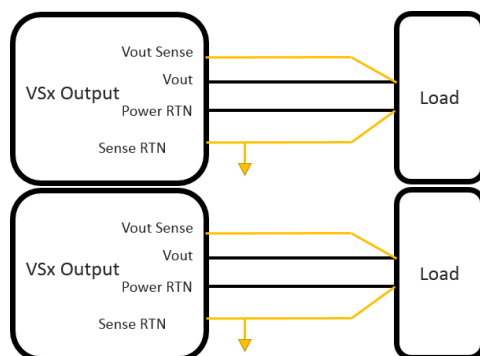 Vout Sense
Vout
VSx Output
Load
Power RTN
Sense RTN
Vout Sense
Vout
VSx Output
Load
Power RTN
Sense RTN